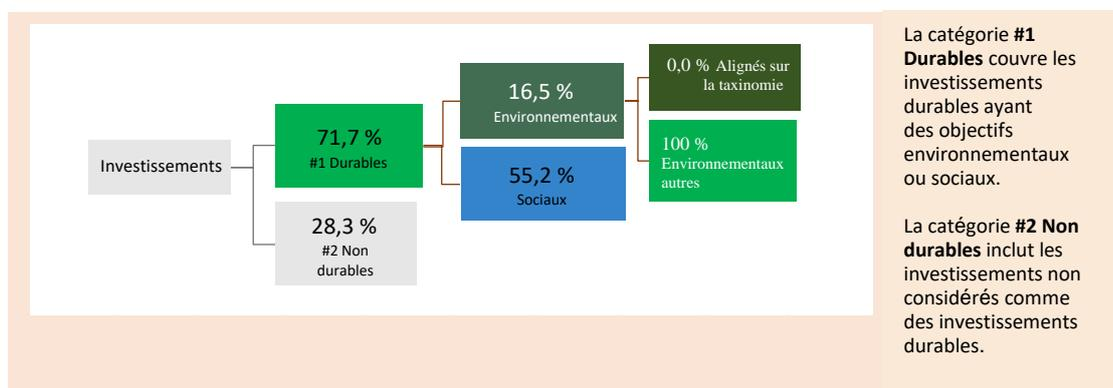 Investissements
71,7 %
#1 Durables
28,3 %
#2 Non
durables
16,5 %
Environnementaux
55,2 %
Sociaux
0,0 % Alignés sur
la taxinomie
100 %
Environnementaux
autres
La catégorie #1
Durables couvre les
investissements
durables ayant
des objectifs
environnementaux
ou sociaux.
La catégorie #2 Non
durables inclut les
investissements non
considérés comme
des investissements
durables.